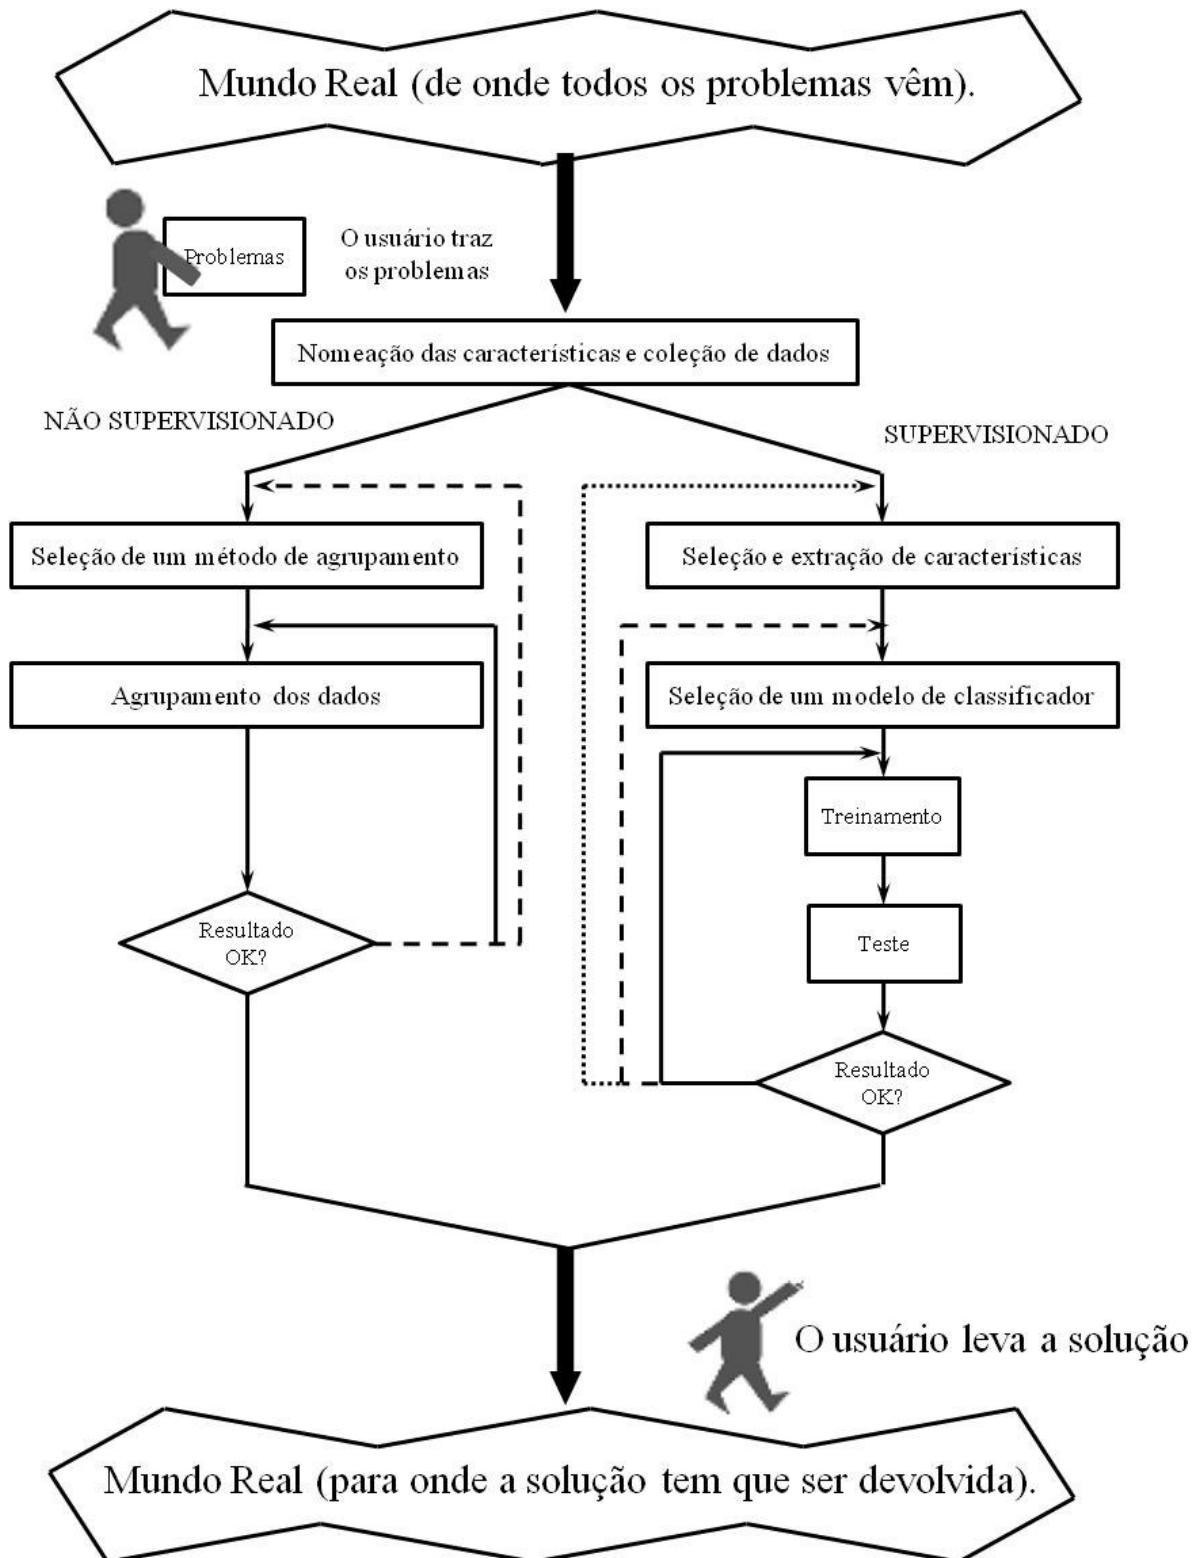 Mundo Real (de onde todos os problemas vêm).
Problemas
O usuário traz
os problemas
Nomeação das características e coleção de dados
NÃO SUPERVISIONADO
SUPERVISIONADO
Seleção de um método de agrupamento
Seleção e extração de características
Agrupamento dos dados
Seleção de um modelo de classificador
Treinamento
Teste
Resultado
OK?
Resultado
OK?
O usuário leva a solução
Mundo Real (para onde a solução tem que ser devolvida).